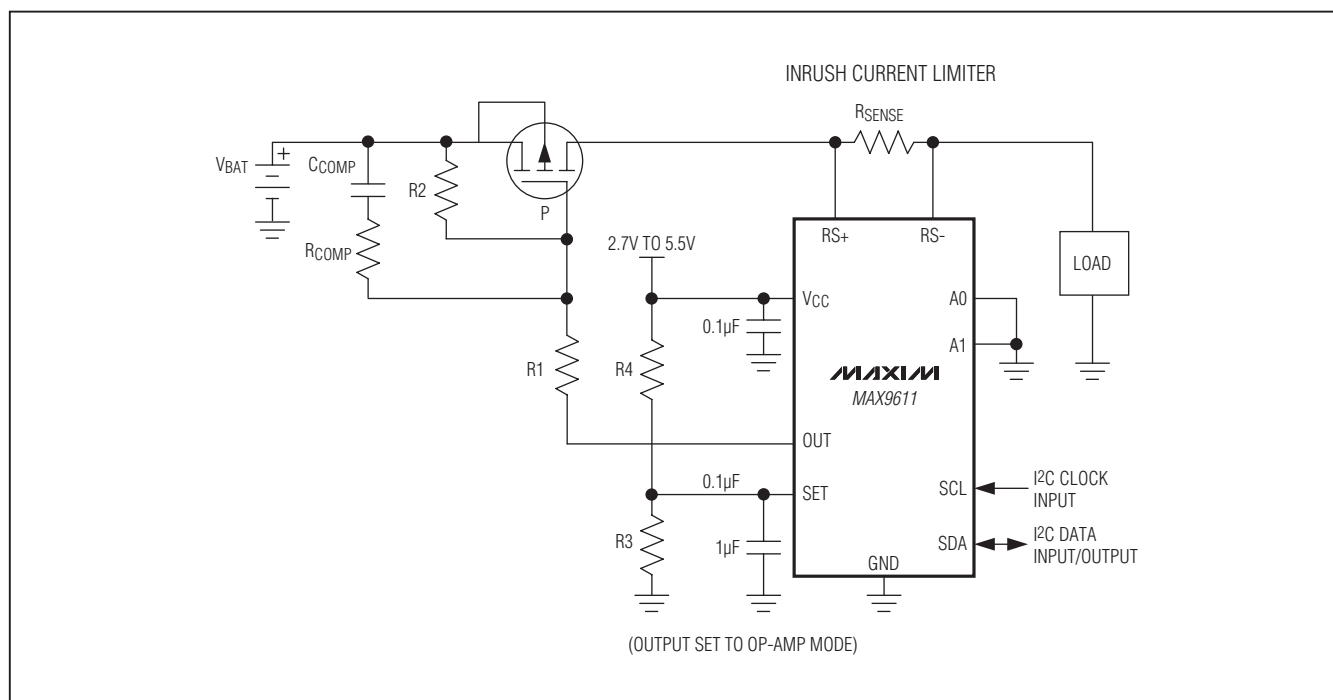 INRUSH CURRENT LIMITER
RSENSE
VBAT
+
CCOMP
R2
P
RCOMP
2.7V TO 5.5V
RS+
RS-
LOAD
VCC
A0
0.1µF
A1
R1
R4
MAXIM
MAX9611
OUT
0.1µF
SET
SCL
I2C CLOCK
INPUT
R3
1µF
SDA
I2C DATA
INPUT/OUTPUT
GND
(OUTPUT SET TO OP-AMP MODE)